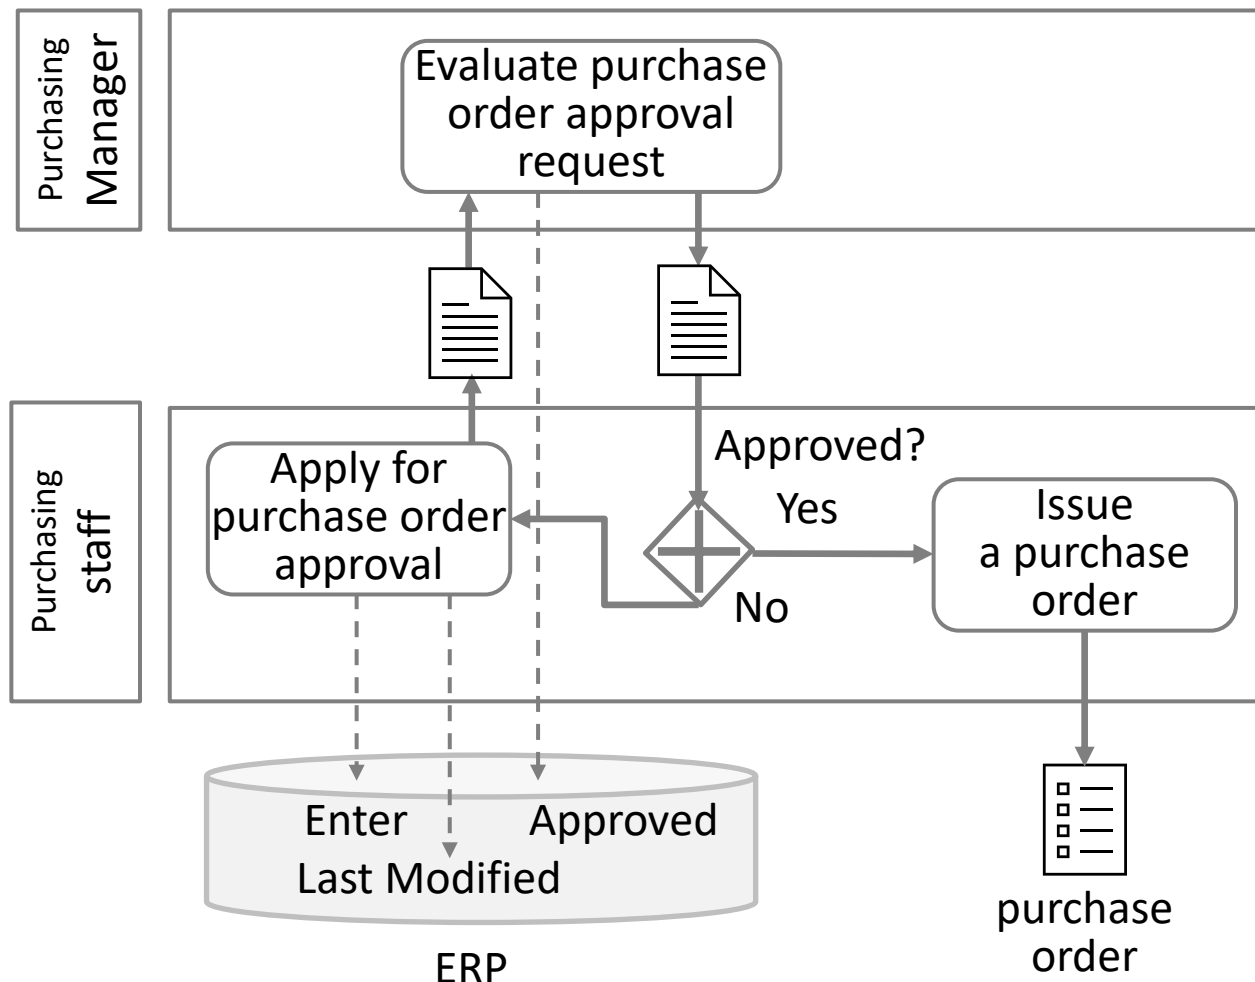 Purchasing
Manager
Evaluate purchase
order approval
request
Purchasing
staff
Apply for
purchase order
approval
Approved?
Yes
No
Issue
a purchase
order
Enter
Approved
Last Modified
ERP
purchase
order